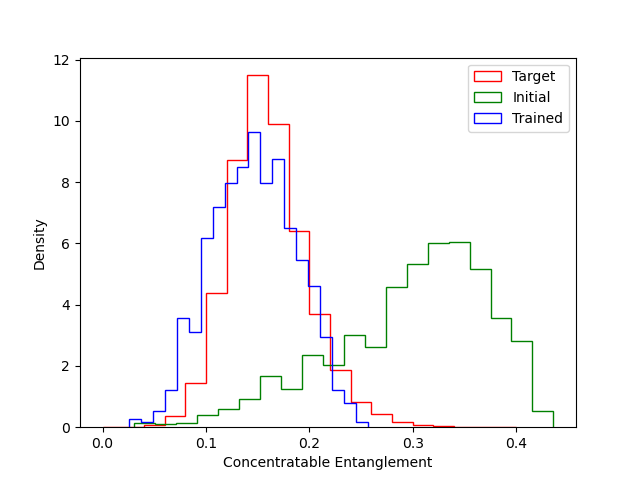 12
10
8
6
4
2
0
Density
0.0 0.1 0.2 0.3 0.4
Concentratable Entanglement
Target
Initial
Trained